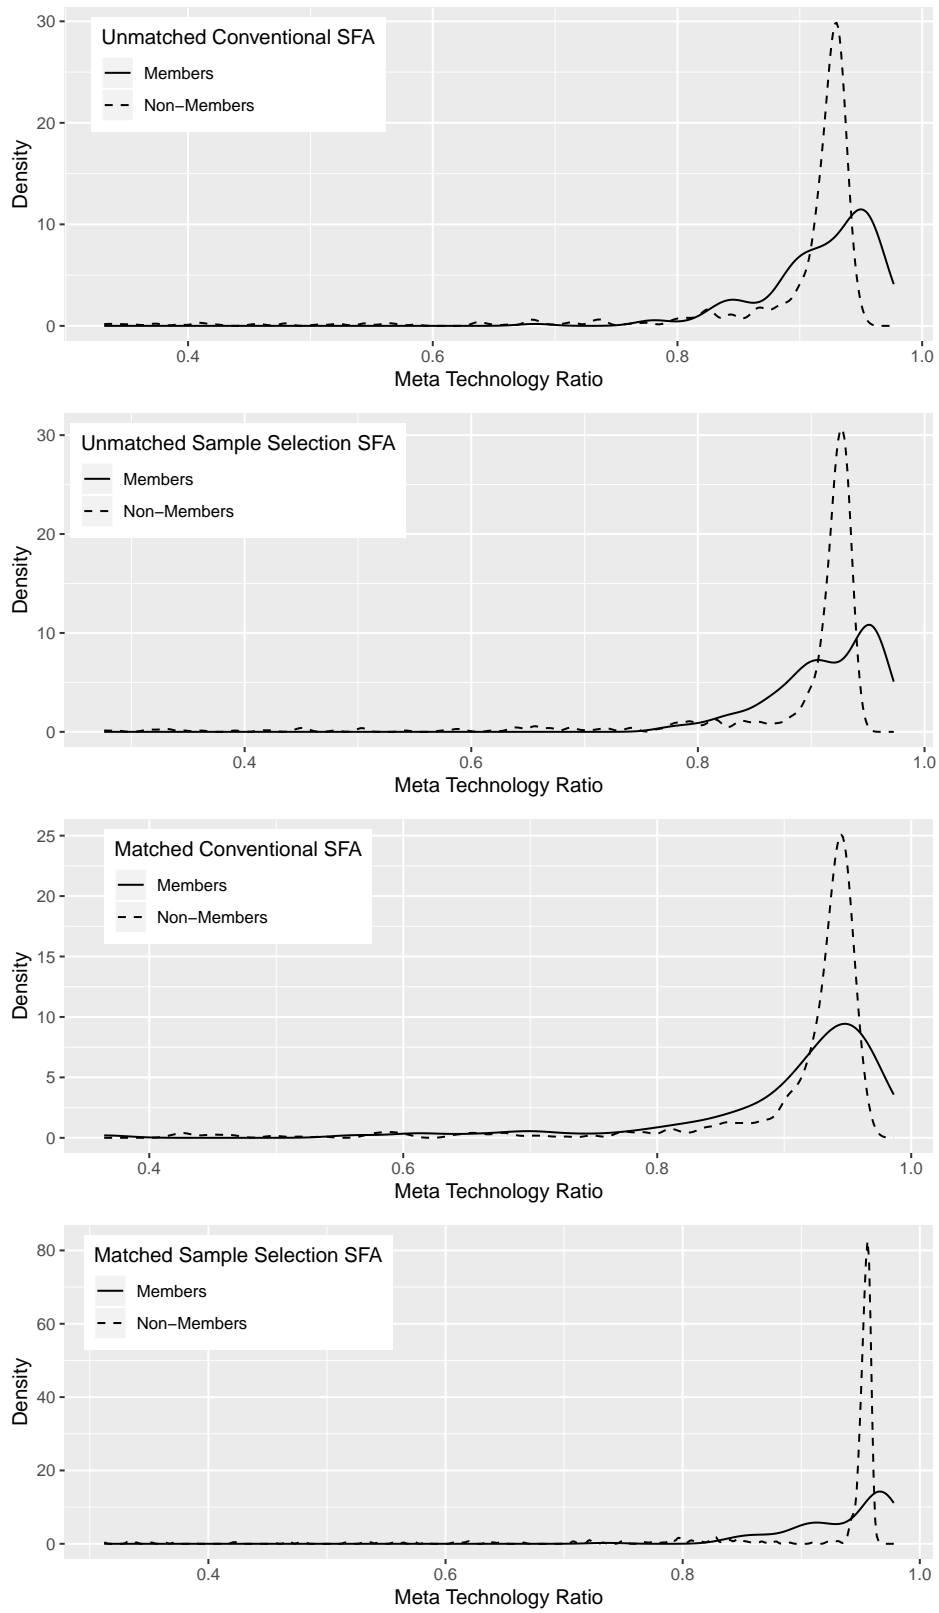 Unmatched Conventional SFA
Members
Non−Members
30
20
10
0
Density
0.4 0.6 0.8 1.0
Meta Technology Ratio
Unmatched Sample Selection SFA
Members
Non−Members
30
20
10
0
Density
0.4 0.6 0.8 1.0
Meta Technology Ratio
Matched Conventional SFA
Members
Non−Members
25
20
15
10
5
0
Density
0.4 0.6 0.8 1.0
Meta Technology Ratio
Matched Sample Selection SFA
Members
Non−Members
80
60
40
20
0
Density
0.4 0.6 0.8 1.0
Meta Technology Ratio